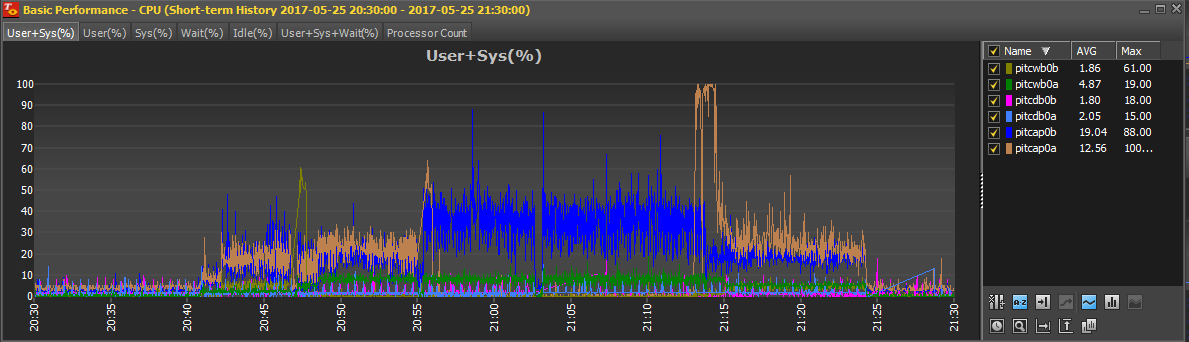 Basic Performance - CPU (Short-term History 2017-05-25 20:30:00 - 2017-05-25 21:30:00)
User+Sys(%) User(%) Sys(%) Wait(%) Idle(%) User+Sys+Wait(%) Processor Count
User+Sys(%)
100
90
80
70
60
50
40
30
20
10
0
20:30 20:35 20:40 20:45 20:50 20:55 21:00 21:05 21:10 21:15 21:20 21:25 21:30
Name AVG Max
pitcwb0b 1.86 61.00
pitcwb0a 4.87 19.00
pitcdb0b 1.80 18.00
pitcdb0a 2.05 15.00
pitcap0b 19.04 88.00
pitcap0a 12.56 100...
A-Z